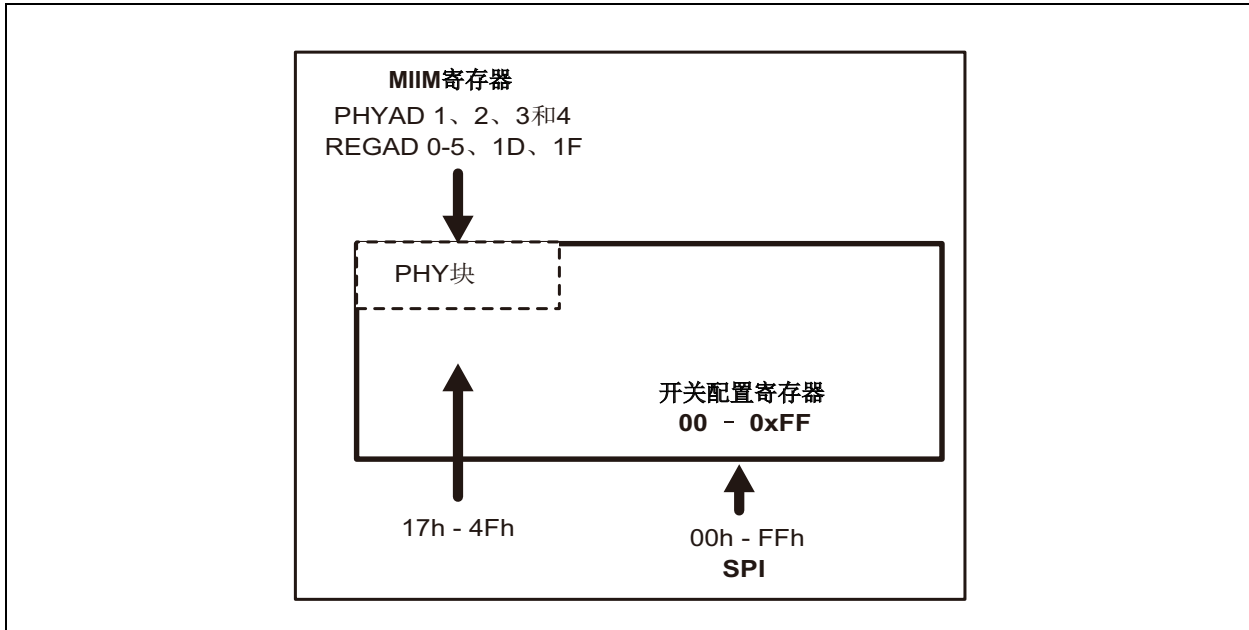 MIIM寄存器
PHYAD 1、2、3和4
REGAD 0-5、1D、1F
PHY块
开关配置寄存器
00 – 0xFF
17h - 4Fh
00h - FFh
SPI